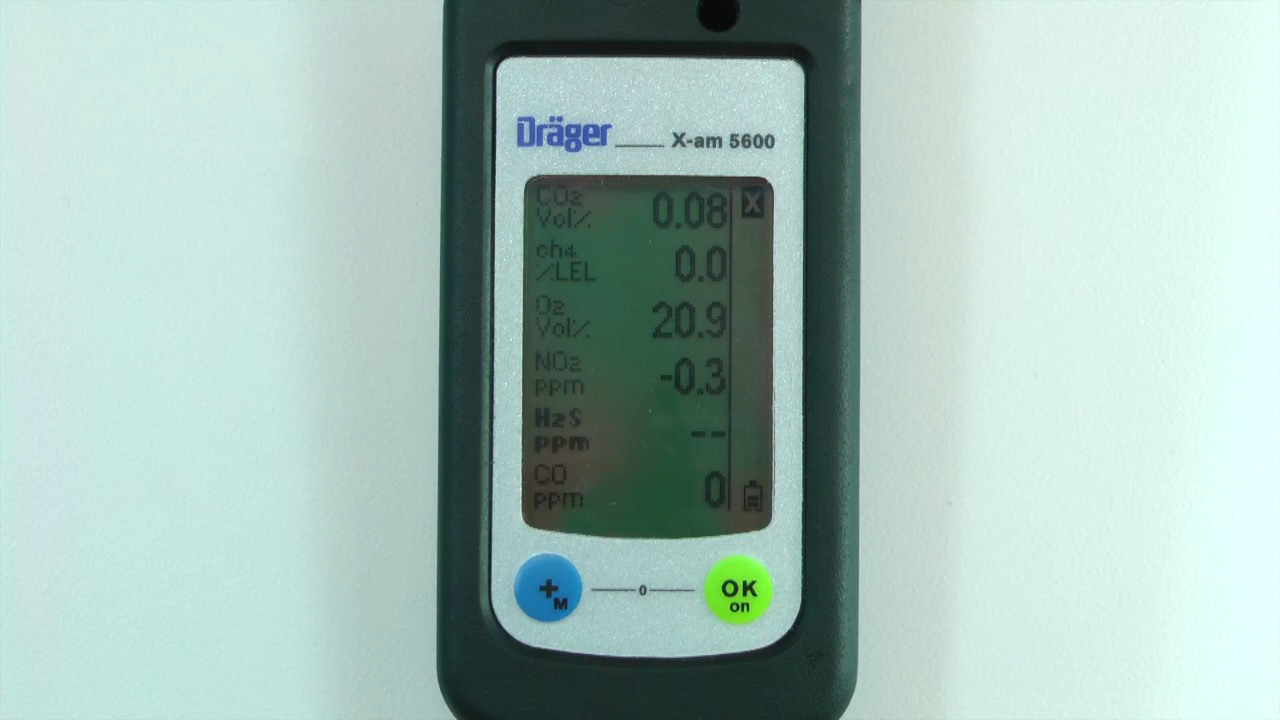 Dräger X-am 5600
CO₂ 0.08 X
Vol%
ch₄ 0.0
%LEL
O₂ 20.9
Vol%
NO₂ -0.3
ppm
H₂S --
ppm
CO 0
ppm
+M 0 OK
on